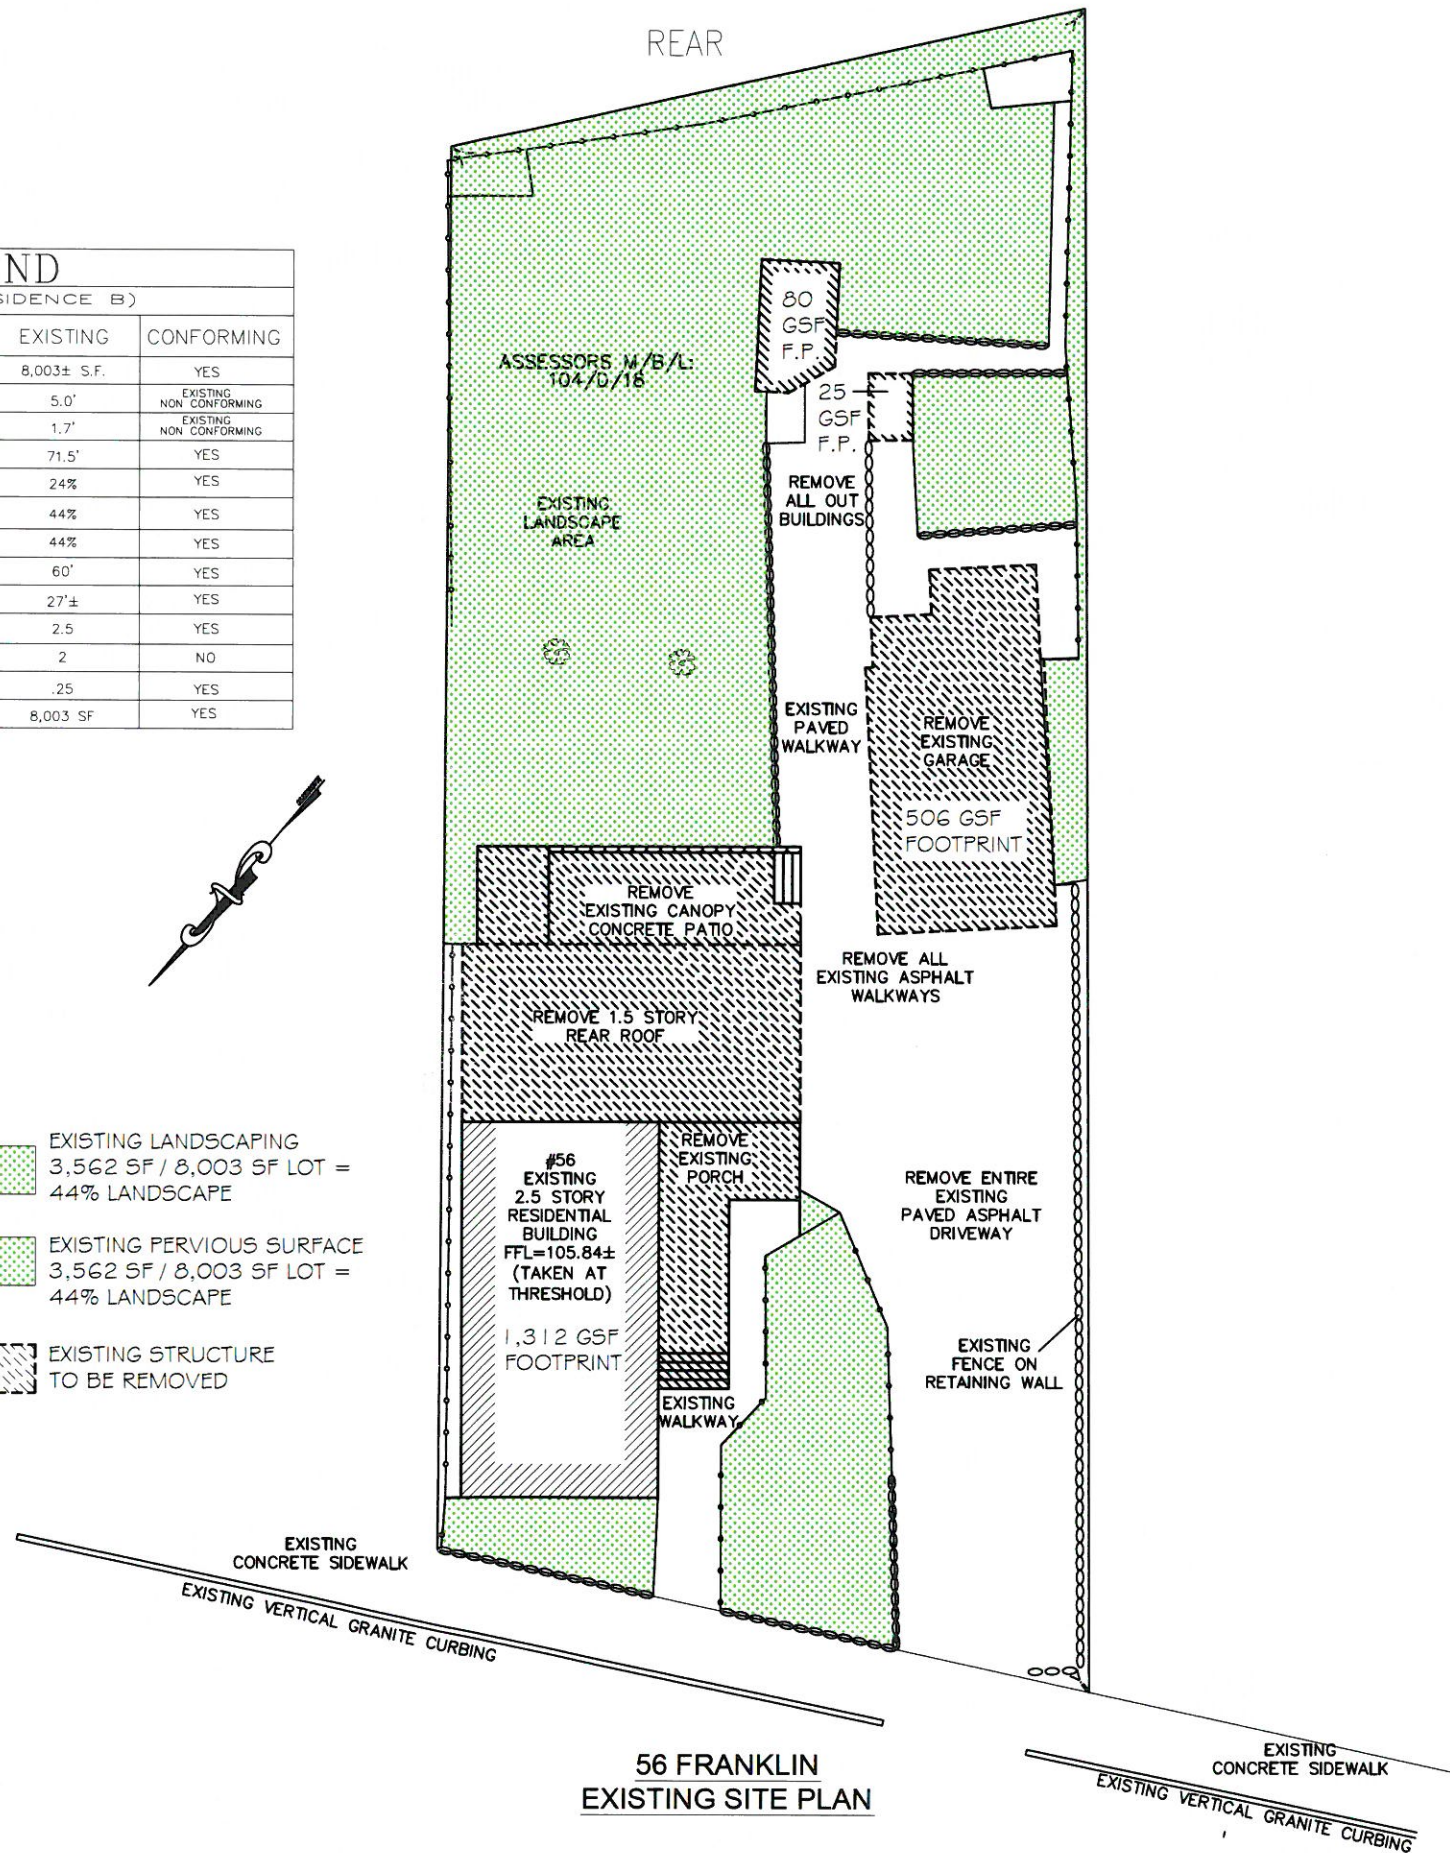 REAR
ND
SIDENCE B)
EXISTING CONFORMING
8,003± S.F. YES
5.0' EXISTING NON CONFORMING
1.7' EXISTING NON CONFORMING
71.5' YES
24% YES
44% YES
44% YES
60' YES
27'± YES
2.5 YES
2 NO
.25 YES
8,003 SF YES
80
GSF
F.P.
ASSESSORS M/B/L:
104/D/18
25
GSF
F.P.
REMOVE
ALL OUT
BUILDINGS
EXISTING
LANDSCAPE
AREA
EXISTING
PAVED
WALKWAY
REMOVE
EXISTING
GARAGE
506 GSF
FOOTPRINT
REMOVE
EXISTING CANOPY
CONCRETE PATIO
REMOVE ALL
EXISTING ASPHALT
WALKWAYS
REMOVE 1.5 STORY
REAR ROOF
EXISTING LANDSCAPING
3,562 SF / 8,003 SF LOT =
44% LANDSCAPE
EXISTING PERVIOUS SURFACE
3,562 SF / 8,003 SF LOT =
44% LANDSCAPE
EXISTING STRUCTURE
TO BE REMOVED
#56
EXISTING
2.5 STORY
RESIDENTIAL
BUILDING
FFL=105.84±
(TAKEN AT
THRESHOLD)
1,312 GSF
FOOTPRINT
REMOVE
EXISTING
PORCH
REMOVE ENTIRE
EXISTING
PAVED ASPHALT
DRIVEWAY
EXISTING
FENCE ON
RETAINING WALL
EXISTING
WALKWAY
EXISTING
CONCRETE SIDEWALK
EXISTING VERTICAL GRANITE CURBING
56 FRANKLIN
EXISTING SITE PLAN
EXISTING
CONCRETE SIDEWALK
EXISTING VERTICAL GRANITE CURBING